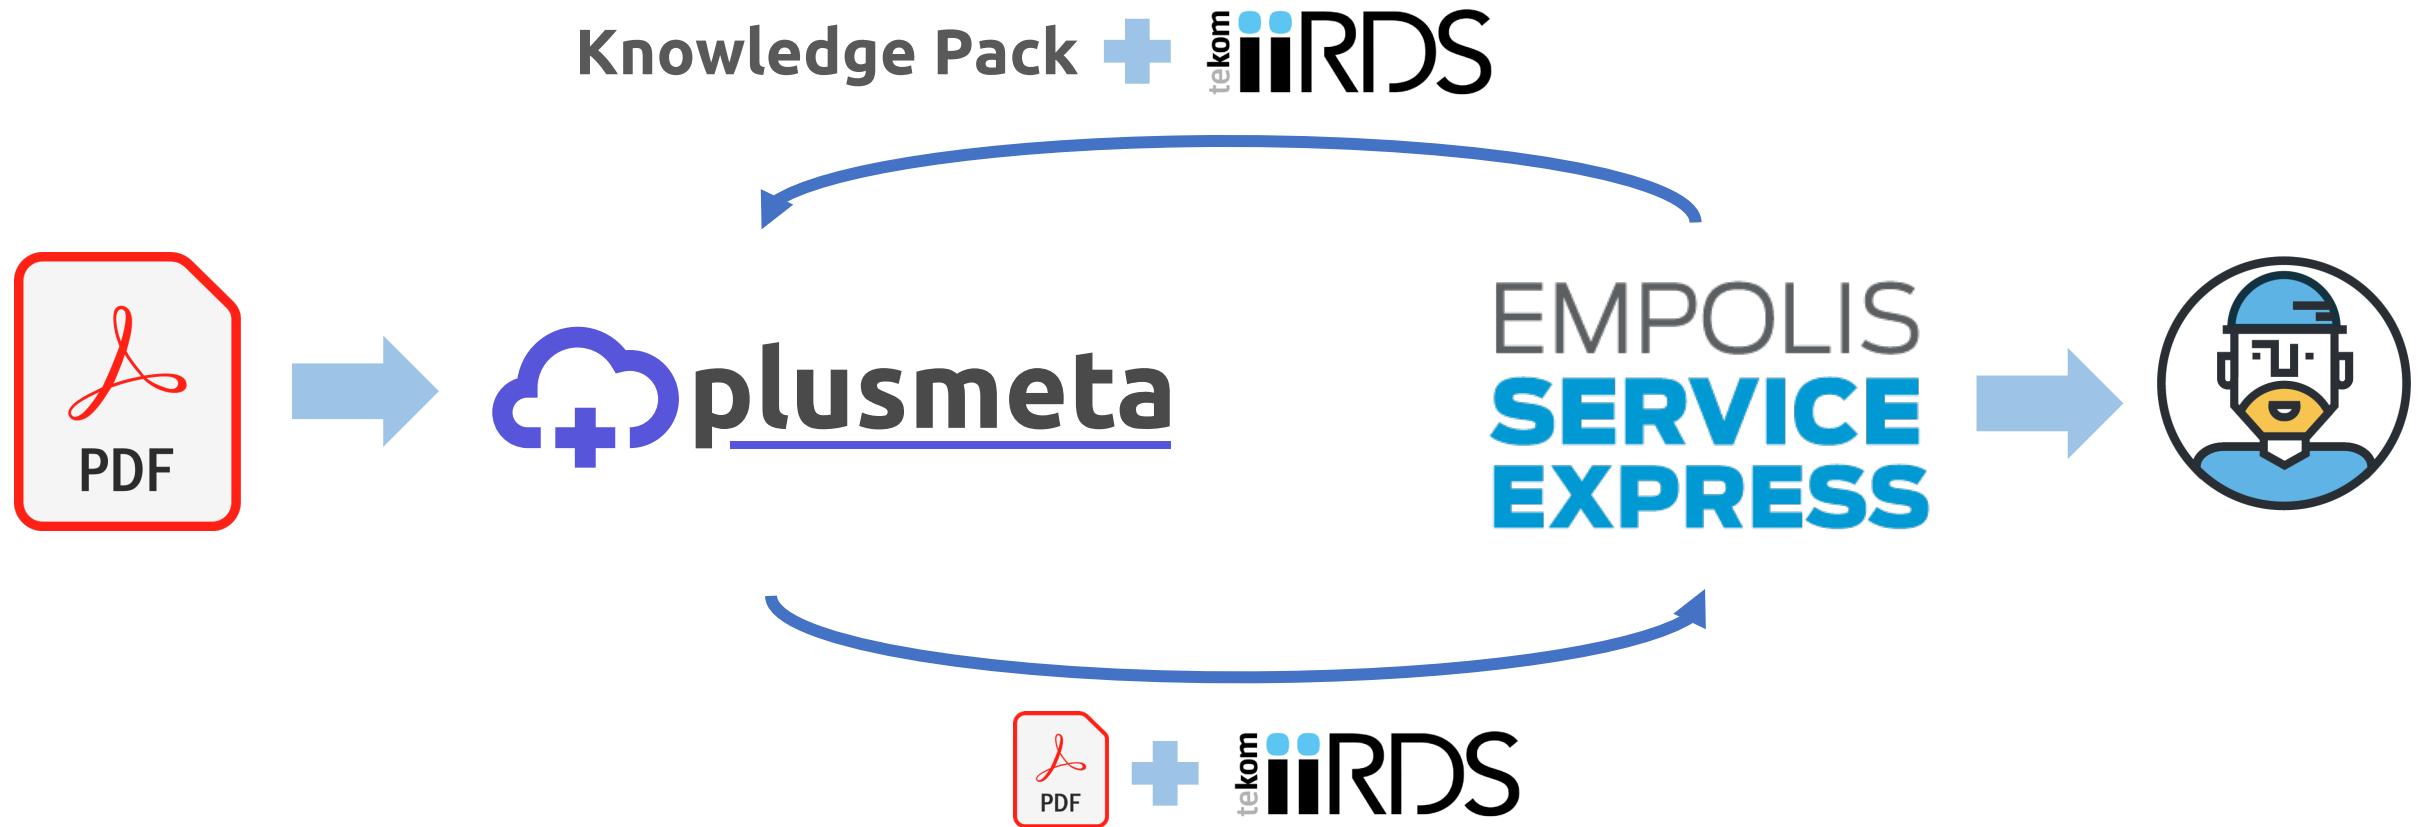 Knowledge Pack + tekom iiRDS
PDF
plusmeta
EMPOLIS
SERVICE
EXPRESS
PDF + tekom iiRDS